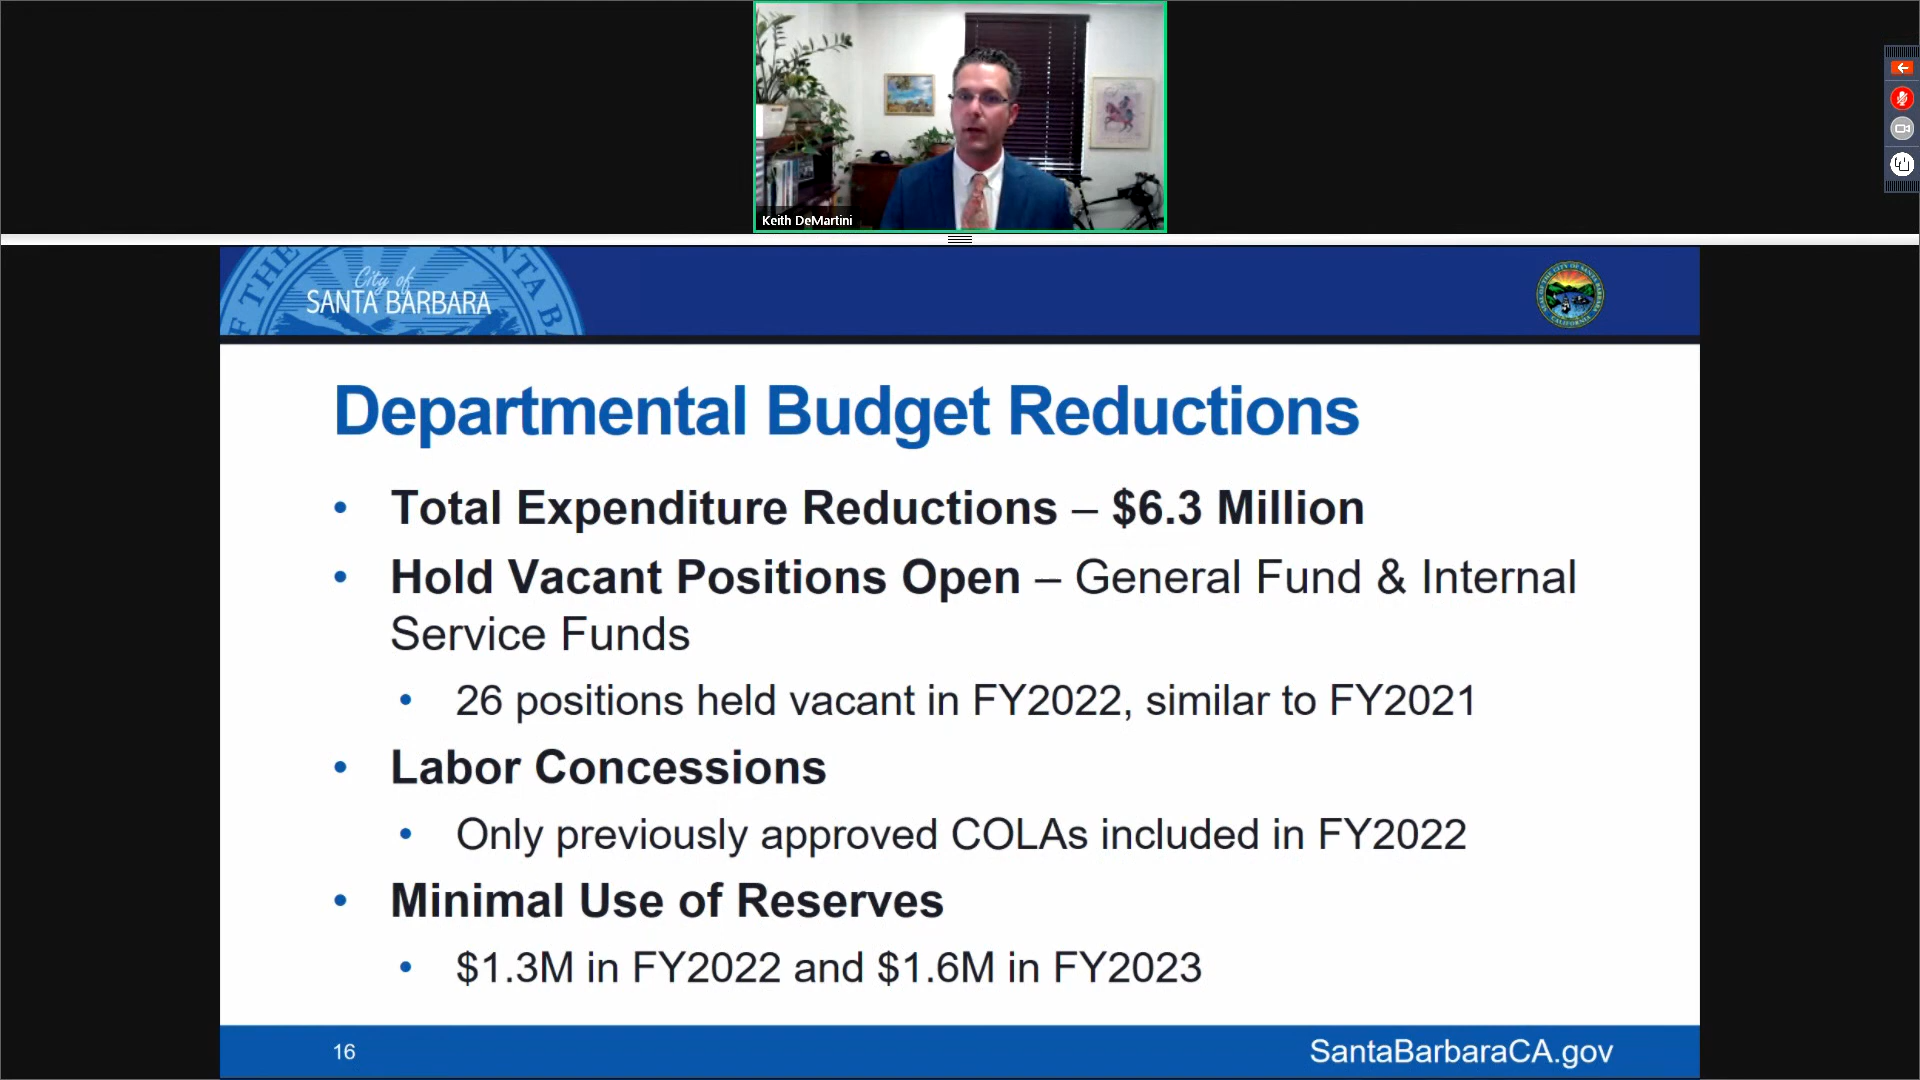 Keith DeMartini
City of
SANTA BARBARA
Departmental Budget Reductions
• Total Expenditure Reductions – $6.3 Million
• Hold Vacant Positions Open – General Fund & Internal
Service Funds
• 26 positions held vacant in FY2022, similar to FY2021
• Labor Concessions
• Only previously approved COLAs included in FY2022
• Minimal Use of Reserves
• $1.3M in FY2022 and $1.6M in FY2023
16
SantaBarbaraCA.gov